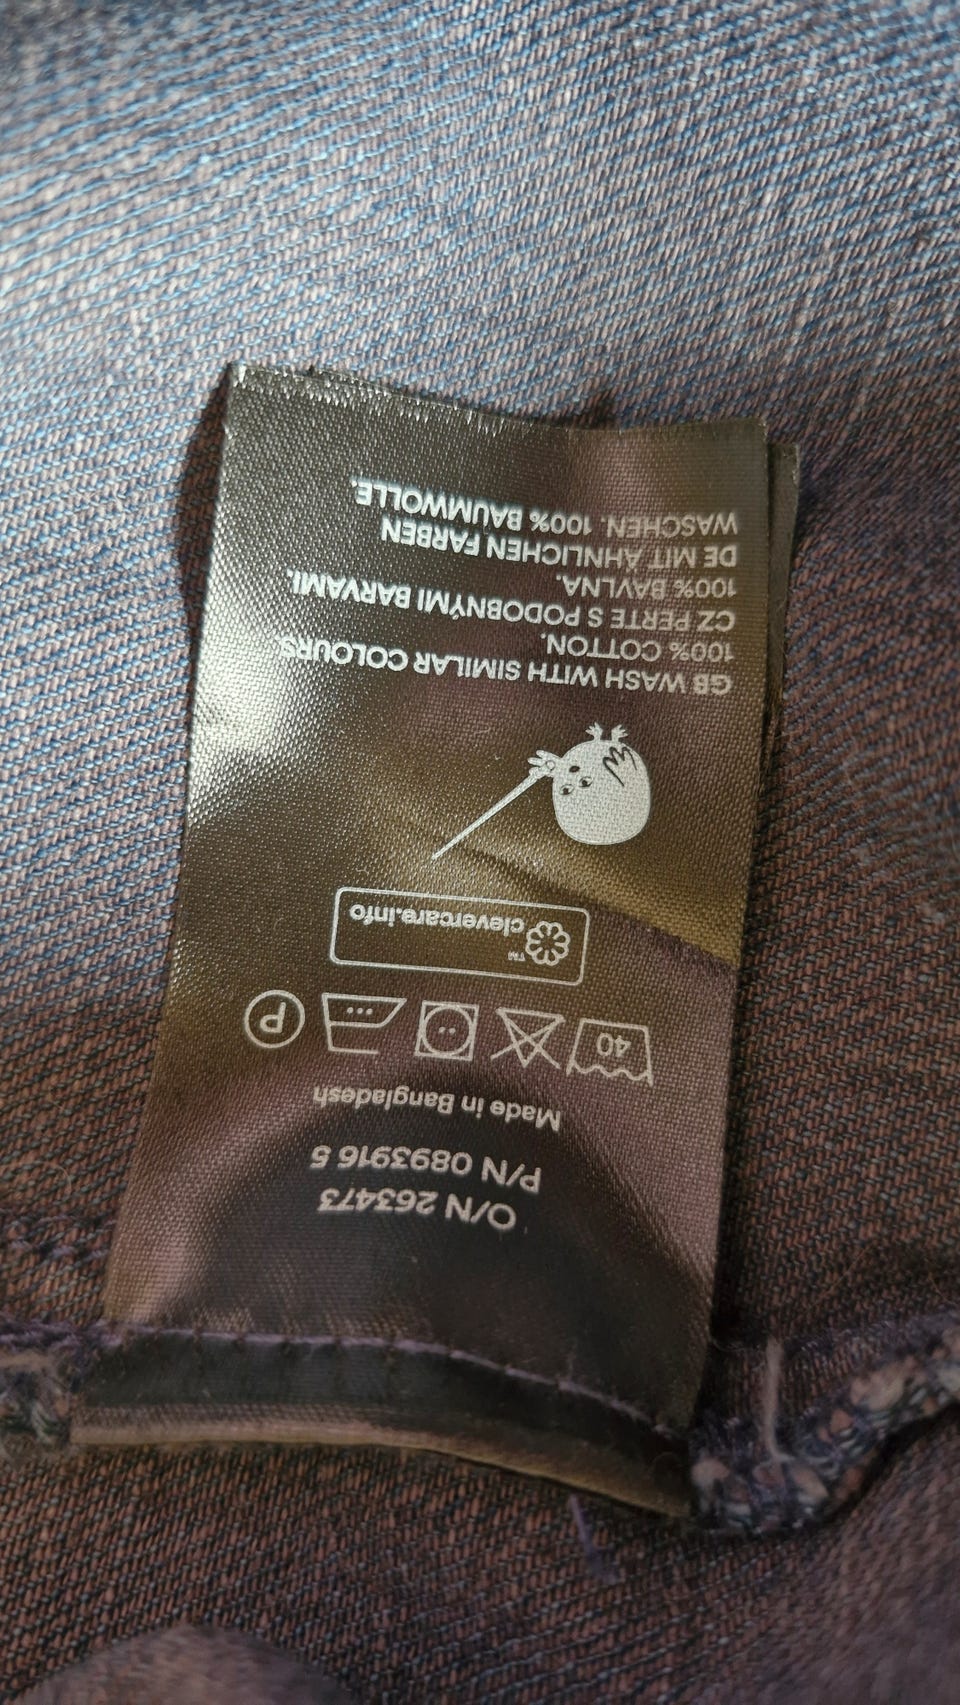 O/N 263473
P/N 0893916 5
Made in Bangladesh
40
P
clevercare.info™
GB WASH WITH SIMILAR COLOURS.
100% COTTON.
CZ PERTE S PODOBNÝMI BARVAMI.
100% BAVLNA.
DE MIT ÄHNLICHEN FARBEN
WASCHEN. 100% BAUMWOLLE.